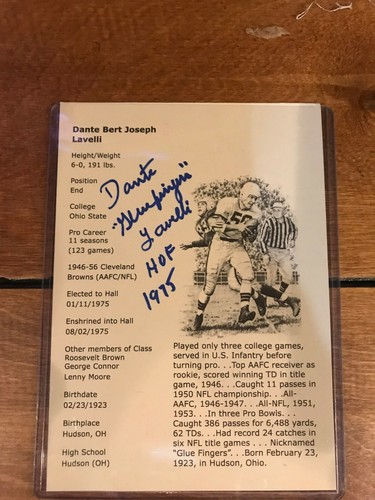 Dante Bert Joseph
Lavelli
Height/Weight
6-0, 191 lbs.
Position
End
College
Ohio State
Pro Career
11 seasons
(123 games)
1946-56 Cleveland
Browns (AAFC/NFL)
Elected to Hall
01/11/1975
Enshrined into Hall
08/02/1975
Other members of Class
Roosevelt Brown
George Connor
Lenny Moore
Birthdate
02/23/1923
Birthplace
Hudson, OH
High School
Hudson (OH)
Dante
"Gluefingers"
Lavelli
HOF
1975
56
Played only three college games,
served in U.S. Infantry before
turning pro. . .Top AAFC receiver as
rookie, scored winning TD in title
game, 1946. . .Caught 11 passes in
1950 NFL championship. . .All-
AAFC, 1946-1947. . .All-NFL, 1951,
1953. . .In three Pro Bowls. . .
Caught 386 passes for 6,488 yards,
62 TDs. . .Had record 24 catches in
six NFL title games . . . Nicknamed
"Glue Fingers". . .Born February 23,
1923, in Hudson, Ohio.